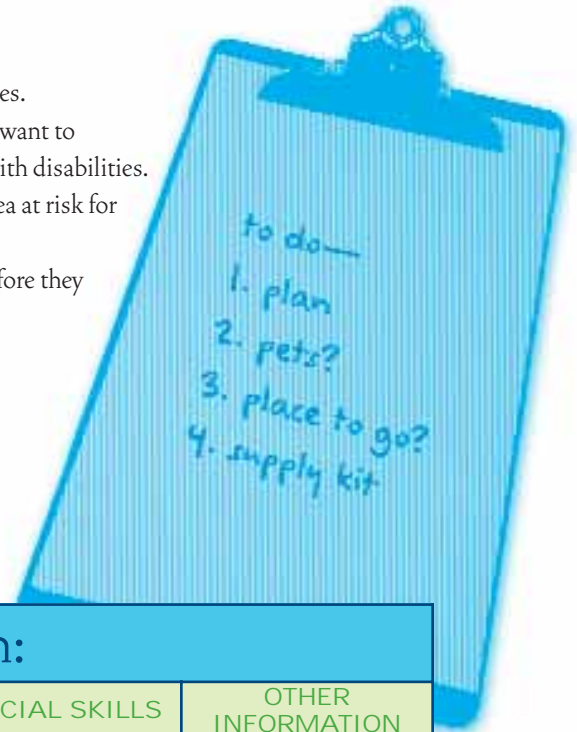 es.
want to
ith disabilities.
ea at risk for
fore they
to do—
1. plan
2. pets?
3. place to go?
4. supply kit
n:
CIAL SKILLS
OTHER
INFORMATION